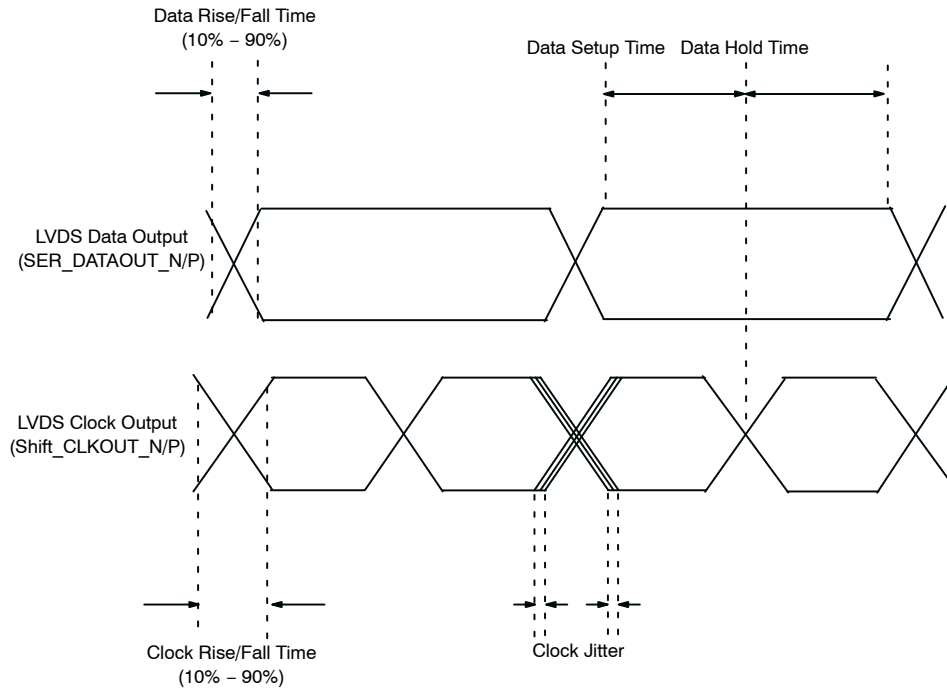 Data Rise/Fall Time
(10% – 90%)
Data Setup Time
Data Hold Time
LVDS Data Output
(SER_DATAOUT_N/P)
LVDS Clock Output
(Shift_CLKOUT_N/P)
Clock Rise/Fall Time
(10% – 90%)
Clock Jitter